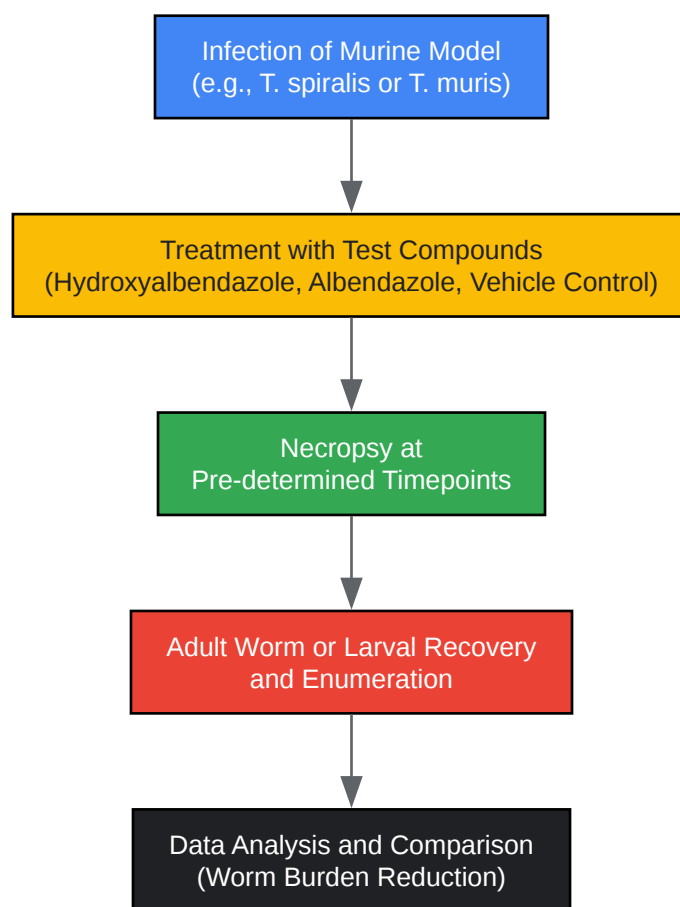 Infection of Murine Model
(e.g., T. spiralis or T. muris)
Treatment with Test Compounds
(Hydroxyalbendazole, Albendazole, Vehicle Control)
Necropsy at
Pre-determined Timepoints
Adult Worm or Larval Recovery
and Enumeration
Data Analysis and Comparison
(Worm Burden Reduction)